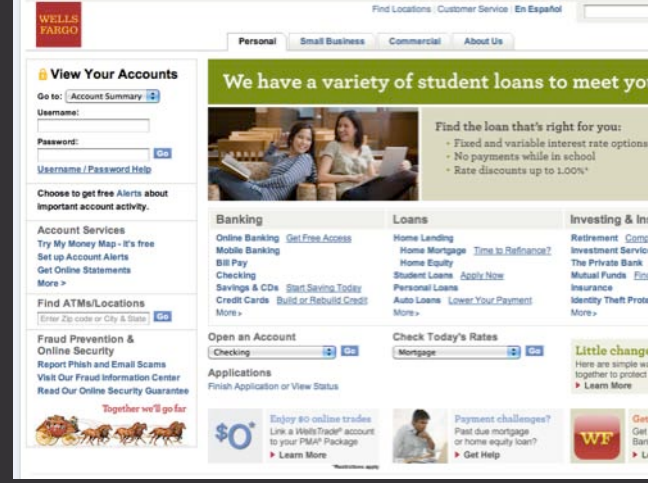 WELLS
FARGO
Find Locations Customer Service En Español
Personal Small Business Commercial About Us
View Your Accounts
Go to: Account Summary
Username:
Password:
Go
Username / Password Help
Choose to get free Alerts about
important account activity.
Account Services
Try My Money Map - It's free
Set up Account Alerts
Get Online Statements
More >
Find ATMs/Locations
Enter Zip code or City & State Go
Fraud Prevention &
Online Security
Report Phish and Email Scams
Visit Our Fraud Information Center
Read Our Online Security Guarantee
Together we'll go far
We have a variety of student loans to meet
Find the loan that's right for you:
- Fixed and variable interest rate options
- No payments while in school
- Rate discounts up to 1.00%*
Banking
Online Banking Get Free Access
Mobile Banking
Bill Pay
Checking
Savings & CDs Start Saving Today
Credit Cards Build or Rebuild Credit
More>
Loans
Home Lending
Home Mortgage Time to Refinance?
Home Equity
Student Loans Apply Now
Personal Loans
Auto Loans Lower Your Payment
More>
Investing &
Retirement
Investment
The Private Bank
Mutual Funds
Insurance
Identity Theft
More>
Open an Account
Checking Go
Applications
Finish Application or View Status
Check Today's Rates
Mortgage Go
Little
Here are simple
together to protect
Learn More
$0*
Enjoy $0 online trades
Link a WellsTrade® account
to your PMA® Package
Learn More
*Restrictions apply
Payment challenges?
Past due mortgage
or home equity loan?
Get Help
WF
Get